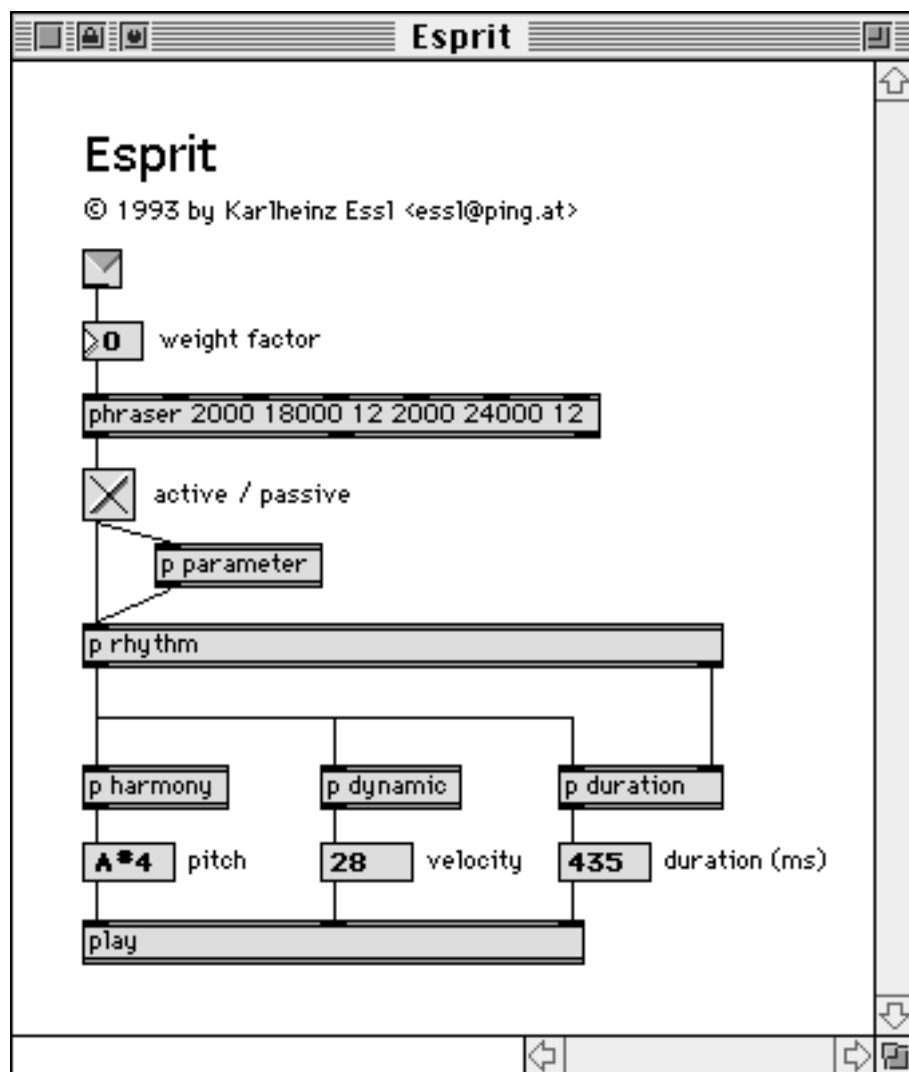 Esprit
Esprit
© 1993 by Karlheinz Essl <essl@ping.at>
0 weight factor
phraser 2000 18000 12 2000 24000 12
active / passive
p parameter
p rhythm
p harmony p dynamic p duration
A#4 pitch 28 velocity 435 duration (ms)
play